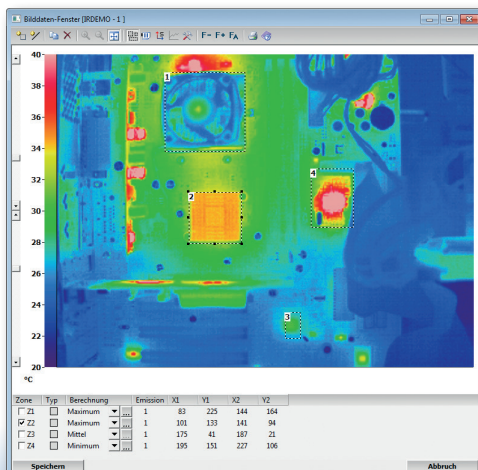 Bilddaten-Fenster [IRDEMO - 1 ]
F- F+ FA
40
38
36
34
32
30
28
26
24
22
20
°C
1
2
3
4
Zone Typ Berechnung Emission X1 Y1 X2 Y2
Z1 Maximum ... 1 83 225 144 164
Z2 Maximum ... 1 101 133 141 94
Z3 Mittel ... 1 175 41 187 21
Z4 Minimum ... 1 195 151 227 106
Speichern Abbruch